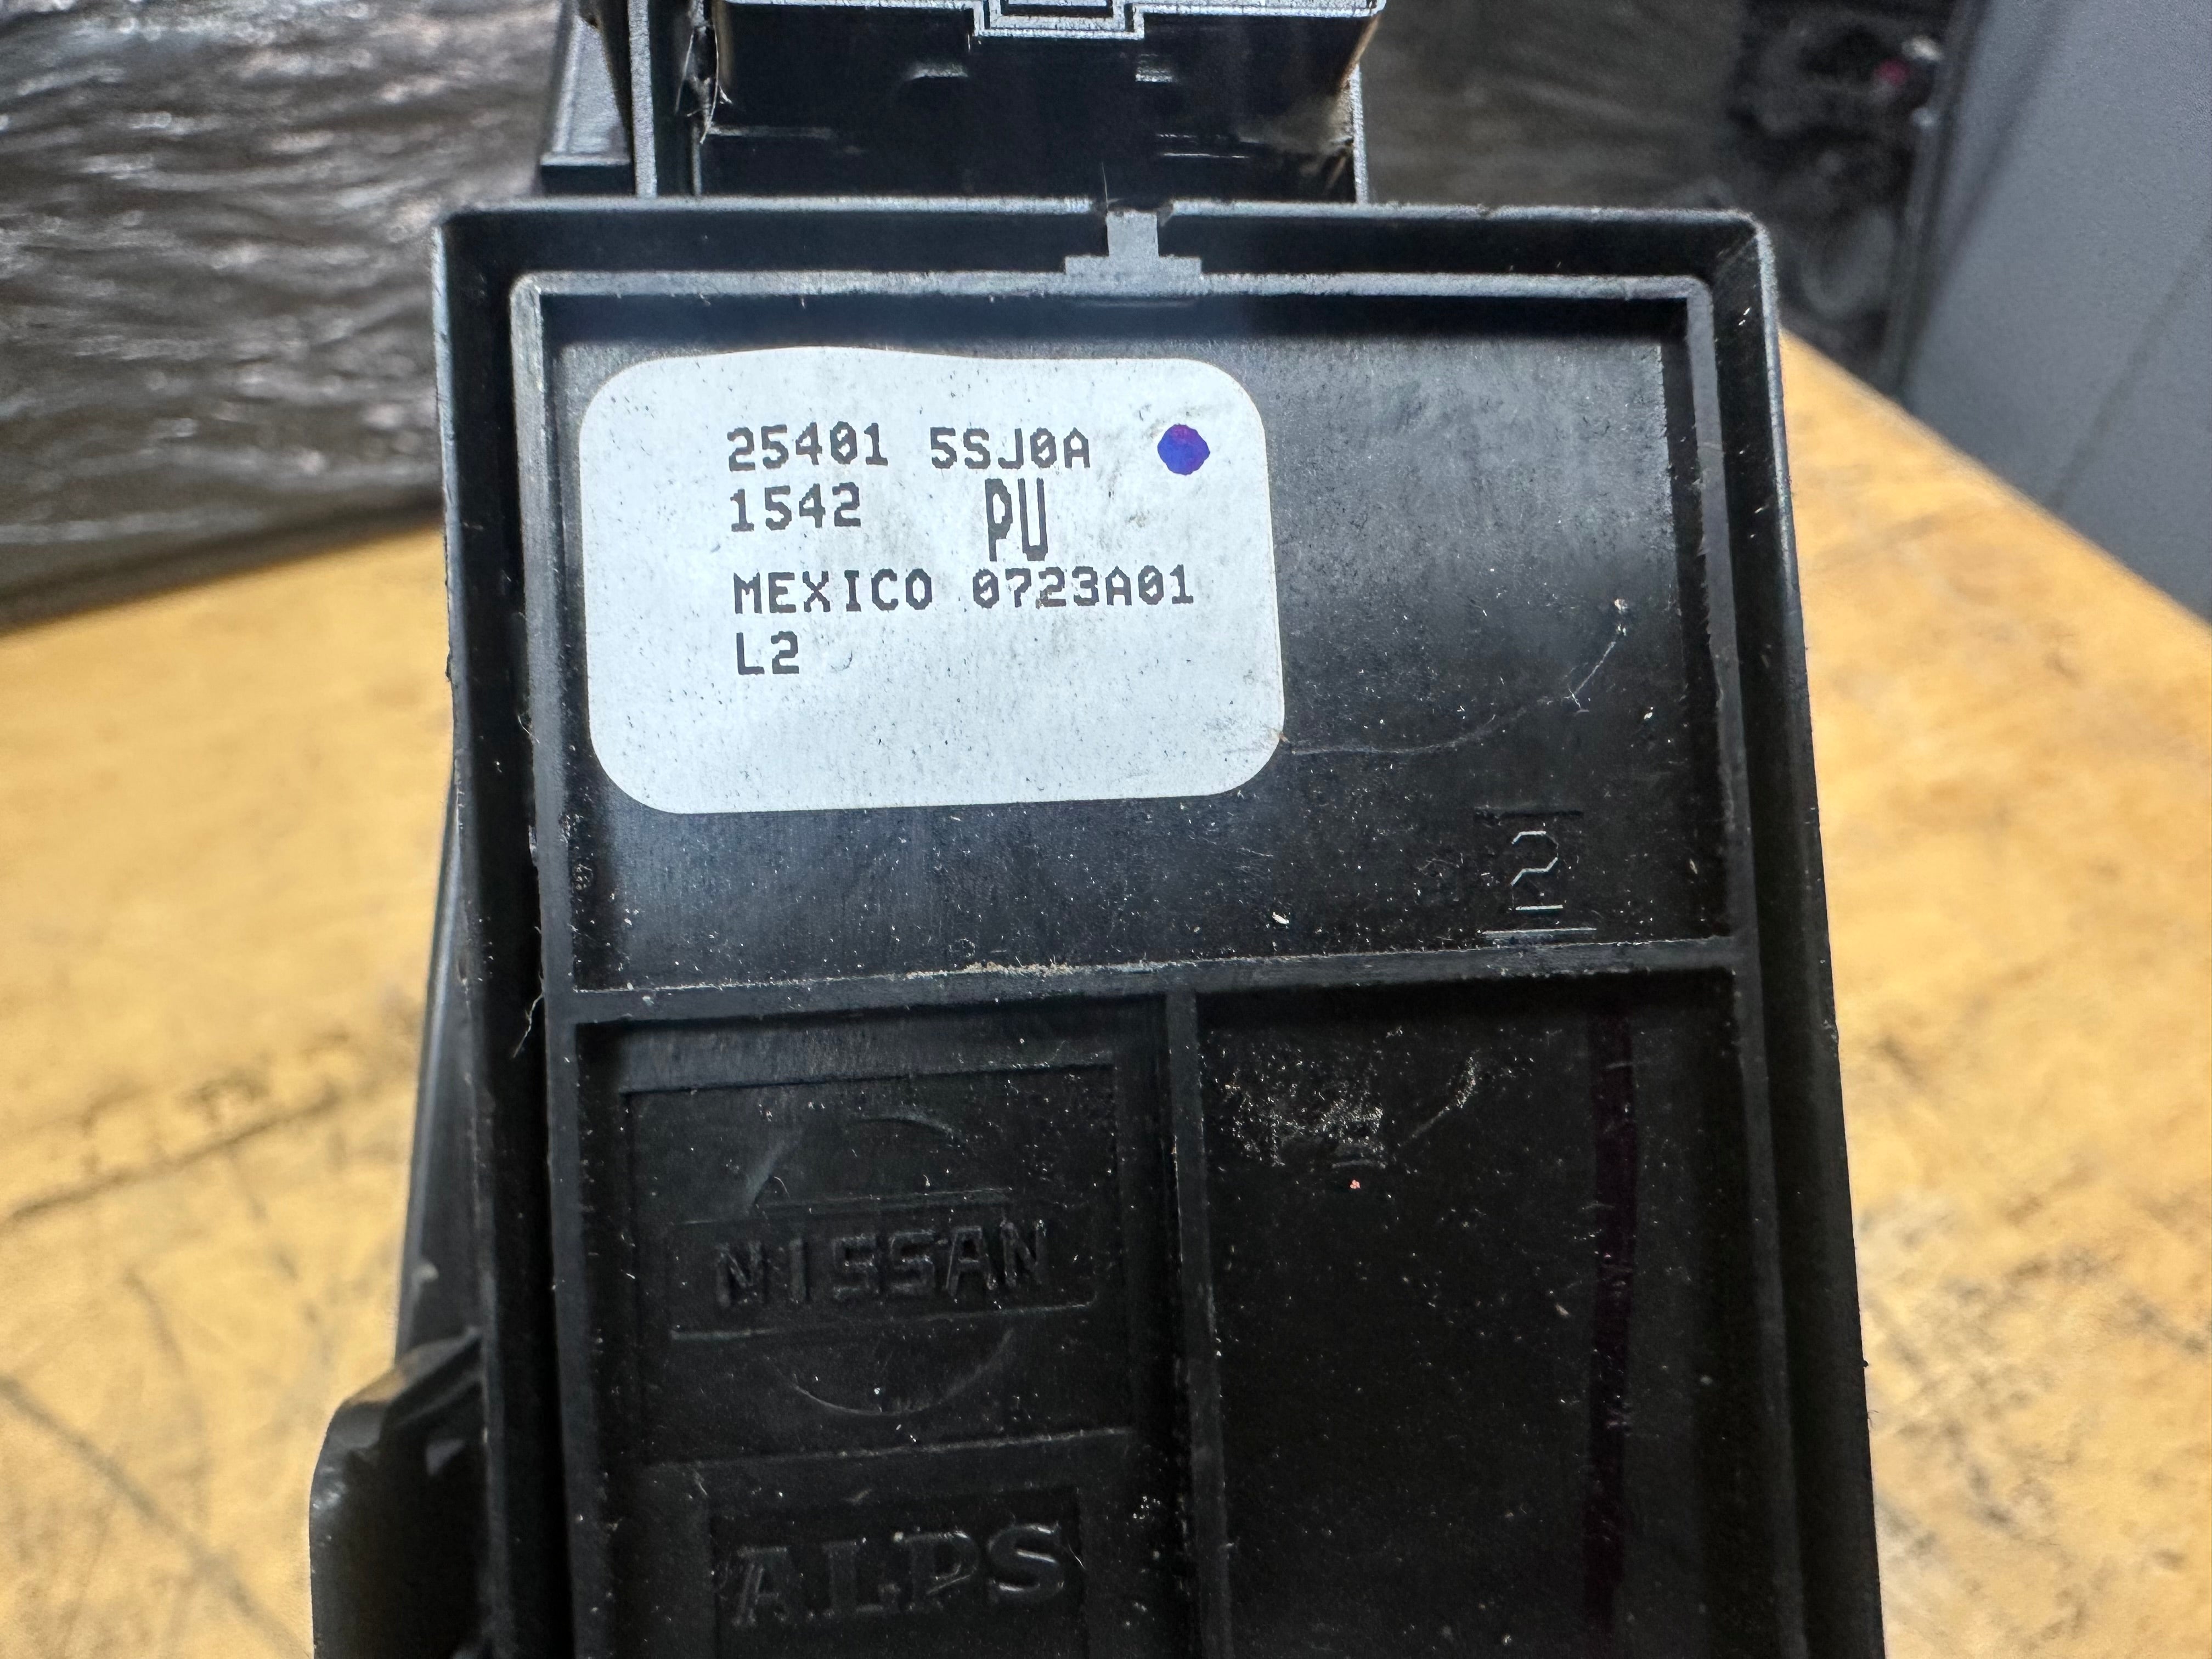 25401 5SJ0A
1542 PU
MEXICO 0723A01
L2
2
NISSAN
ALPS